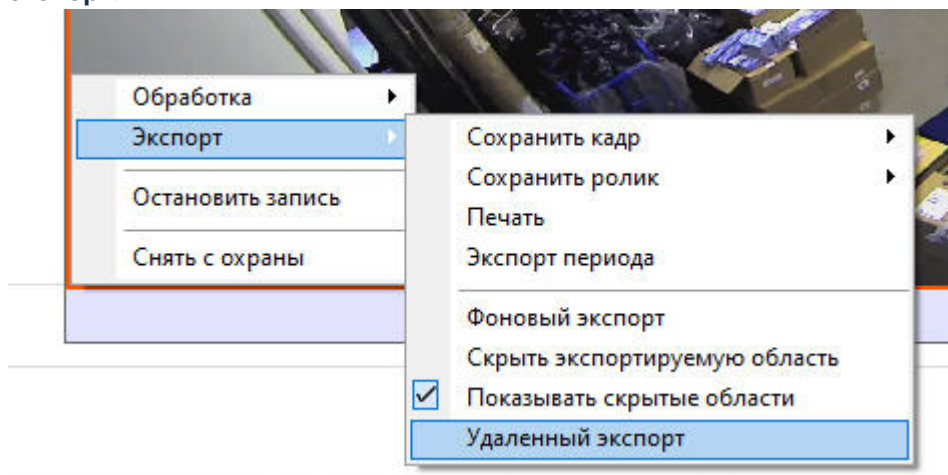 Обработка
Экспорт
Остановить запись
Снять с охраны
Сохранить кадр
Сохранить ролик
Печать
Экспорт периода
Фоновый экспорт
Скрыть экспортируемую область
Показывать скрытые области
Удаленный экспорт